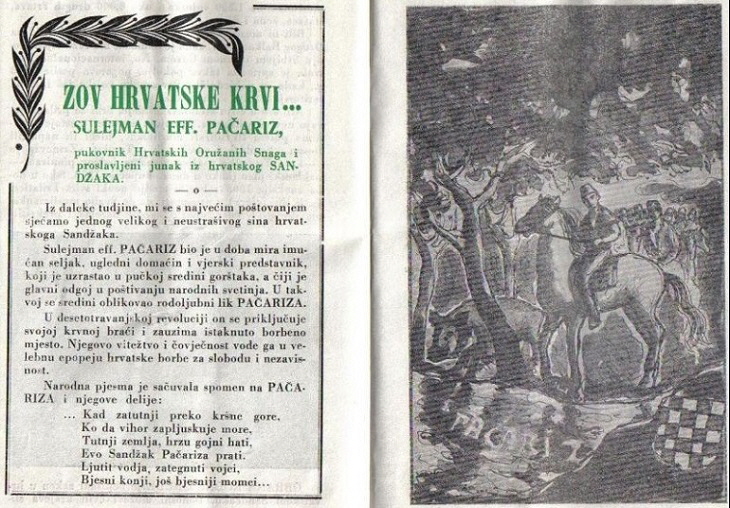 ZOV HRVATSKE KRVI...
SULEJMAN EFF. PAČARIZ,
pukovnik Hrvatskih Oružanih Snaga i
proslavljeni junak iz hrvatskog SAN-
DŽAKA.
— o —
Iz daleke tudjine, mi se s najvećim poštovanjem
sjećamo jednog velikog i neustrašivog sina hrvat-
skoga Sandžaka.
Sulejman eff. PAČARIZ bio je u doba mira imu-
ćan seljak, ugledni domaćin i vjerski predstavnik,
koji je uzrastao u pučkoj sredini gorštaka, a čiji je
glavni odgoj u poštivanju narodnih svetinja. U tak-
voj se sredini oblikovao rodoljubni lik PAČARIZA.
U desetotravanjskoj revoluciji on se priključuje
svojoj krvnoj braći i zauzima istaknuto borbeno
mjesto. Njegovo viteštvo i čovječnost vode ga u ve-
lebnu epopeju hrvatske borbe za slobodu i nezavis-
nost.
Narodna pjesma je sačuvala spomen na PAČA-
RIZA i njegove delije:
... Kad zatutnji preko kršne gore,
Ko da vihor zapljuskuje more,
Tutnji zemlja, hrzu gojni hati,
Evo Sandžak Pačariza prati.
Ljutit vodja, zategnuti vojci,
Bjesni konji, još bjesniji momci...
PAČARIZ